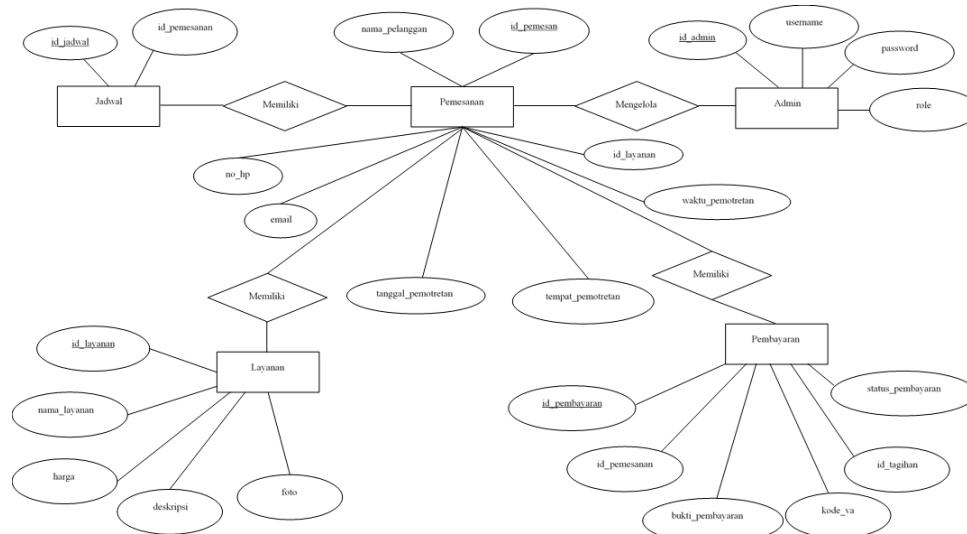 id_jadwal
id_pemesanan
nama_pelanggan
id_pemesan
id_admin
username
password
role
Jadwal
Memiliki
Pemesanan
Mengelola
Admin
no_hp
email
id_layanan
waktu_pemotretan
Memiliki
tanggal_pemotretan
tempat_pemotretan
Memiliki
id_layanan
Layanan
nama_layanan
harga
deskripsi
foto
Pembayaran
id_pembayaran
status_pembayaran
id_pemesanan
id_tagihan
bukti_pembayaran
kode_va